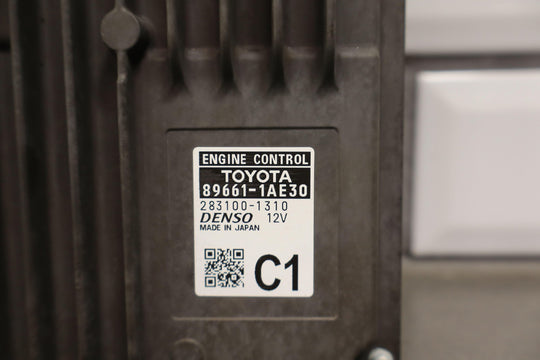 ENGINE CONTROL
TOYOTA
89661-1AE30
283100-1310
DENSO 12V
MADE IN JAPAN
C1